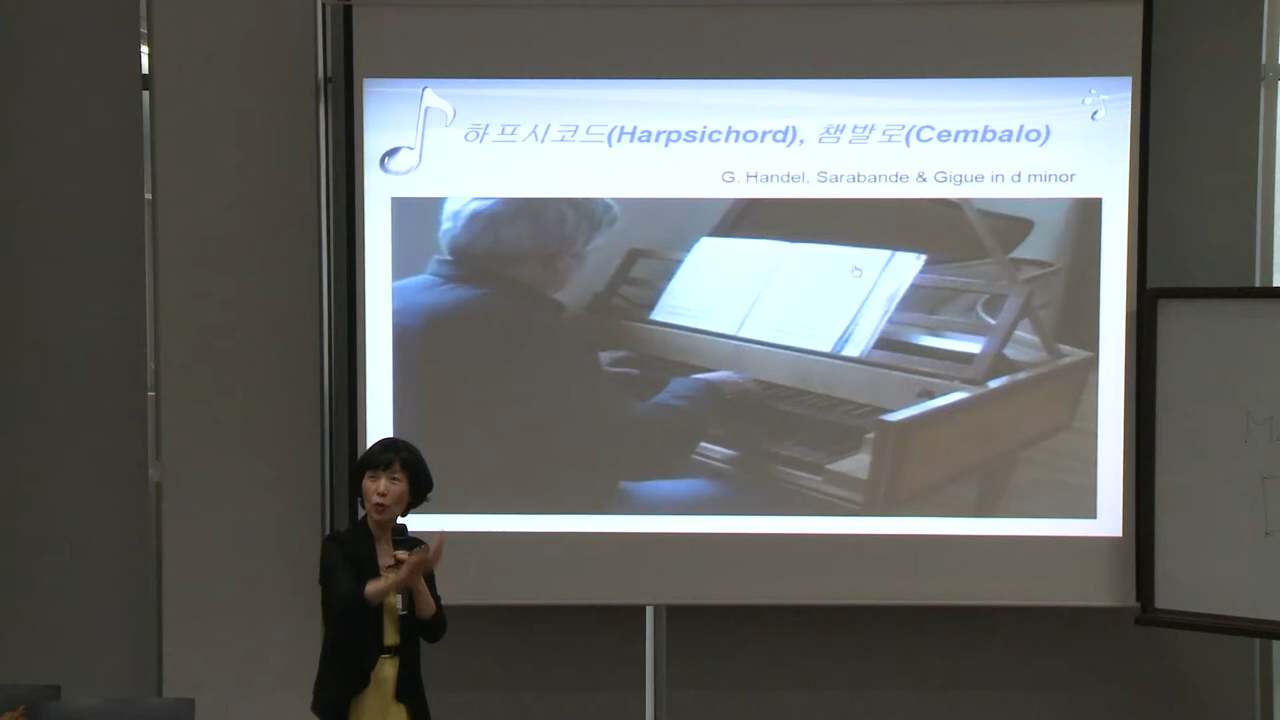 하프시코드(Harpsichord), 챔발로(Cembalo)
G. Handel, Sarabande & Gigue in d minor